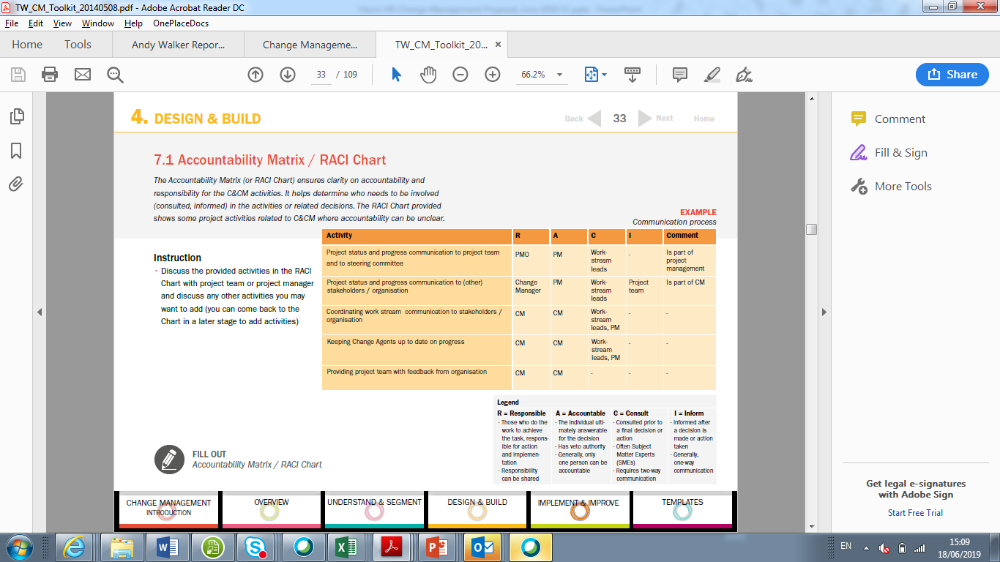 TW_CM_Toolkit_20140508.pdf - Adobe Acrobat Reader DC
File Edit View Window Help OnePlaceDocs
Home Tools Andy Walker Repor... Change Manageme... TW_CM_Toolkit_20... ×
33 / 109 66.2% Share
4. DESIGN & BUILD Back 33 Next Home
7.1 Accountability Matrix / RACI Chart
The Accountability Matrix (or RACI Chart) ensures clarity on accountability and
responsibility for the C&CM activities. It helps determine who needs to be involved
(consulted, informed) in the activities or related decisions. The RACI Chart provided
shows some project activities related to C&CM where accountability can be unclear.
EXAMPLE
Communication process
Instruction
· Discuss the provided activities in the RACI
Chart with project team or project manager
and discuss any other activities you may
want to add (you can come back to the
Chart in a later stage to add activities)
Activity R A C I Comment
Project status and progress communication to project team
and to steering committee
PMO
PM
Work-
stream
leads
-
Is part of
project
management
Project status and progress communication to (other)
stakeholders / organisation
Change
Manager
PM
Work-
stream
leads
Project
team
Is part of CM
Coordinating work stream communication to stakeholders /
organisation
CM
CM
Work-
stream
leads, PM
-
-
Keeping Change Agents up to date on progress
CM
CM
Work-
stream
leads, PM
-
-
Providing project team with feedback from organisation
CM
CM
-
-
-
Legend
R = Responsible
- Those who do the
work to achieve
the task, respons-
ible for action
and implemen-
tation
- Responsibility
can be shared
A = Accountable
- The individual ulti-
mately answerable
for the decision
- Has veto authority
- Generally, only
one person can be
accountable
C = Consult
- Consulted prior to
a final decision or
action
- Often Subject
Matter Experts
(SMEs)
- Requires two-way
communication
I = Inform
- Informed after
a decision is
made or action
taken
- Generally,
one-way
communication
FILL OUT
Accountability Matrix / RACI Chart
CHANGE MANAGEMENT
INTRODUCTION
OVERVIEW
UNDERSTAND & SEGMENT
DESIGN & BUILD
IMPLEMENT & IMPROVE
TEMPLATES
Comment
Fill & Sign
More Tools
Get legal e-signatures
with Adobe Sign
Start Free Trial
EN
15:09
18/06/2019